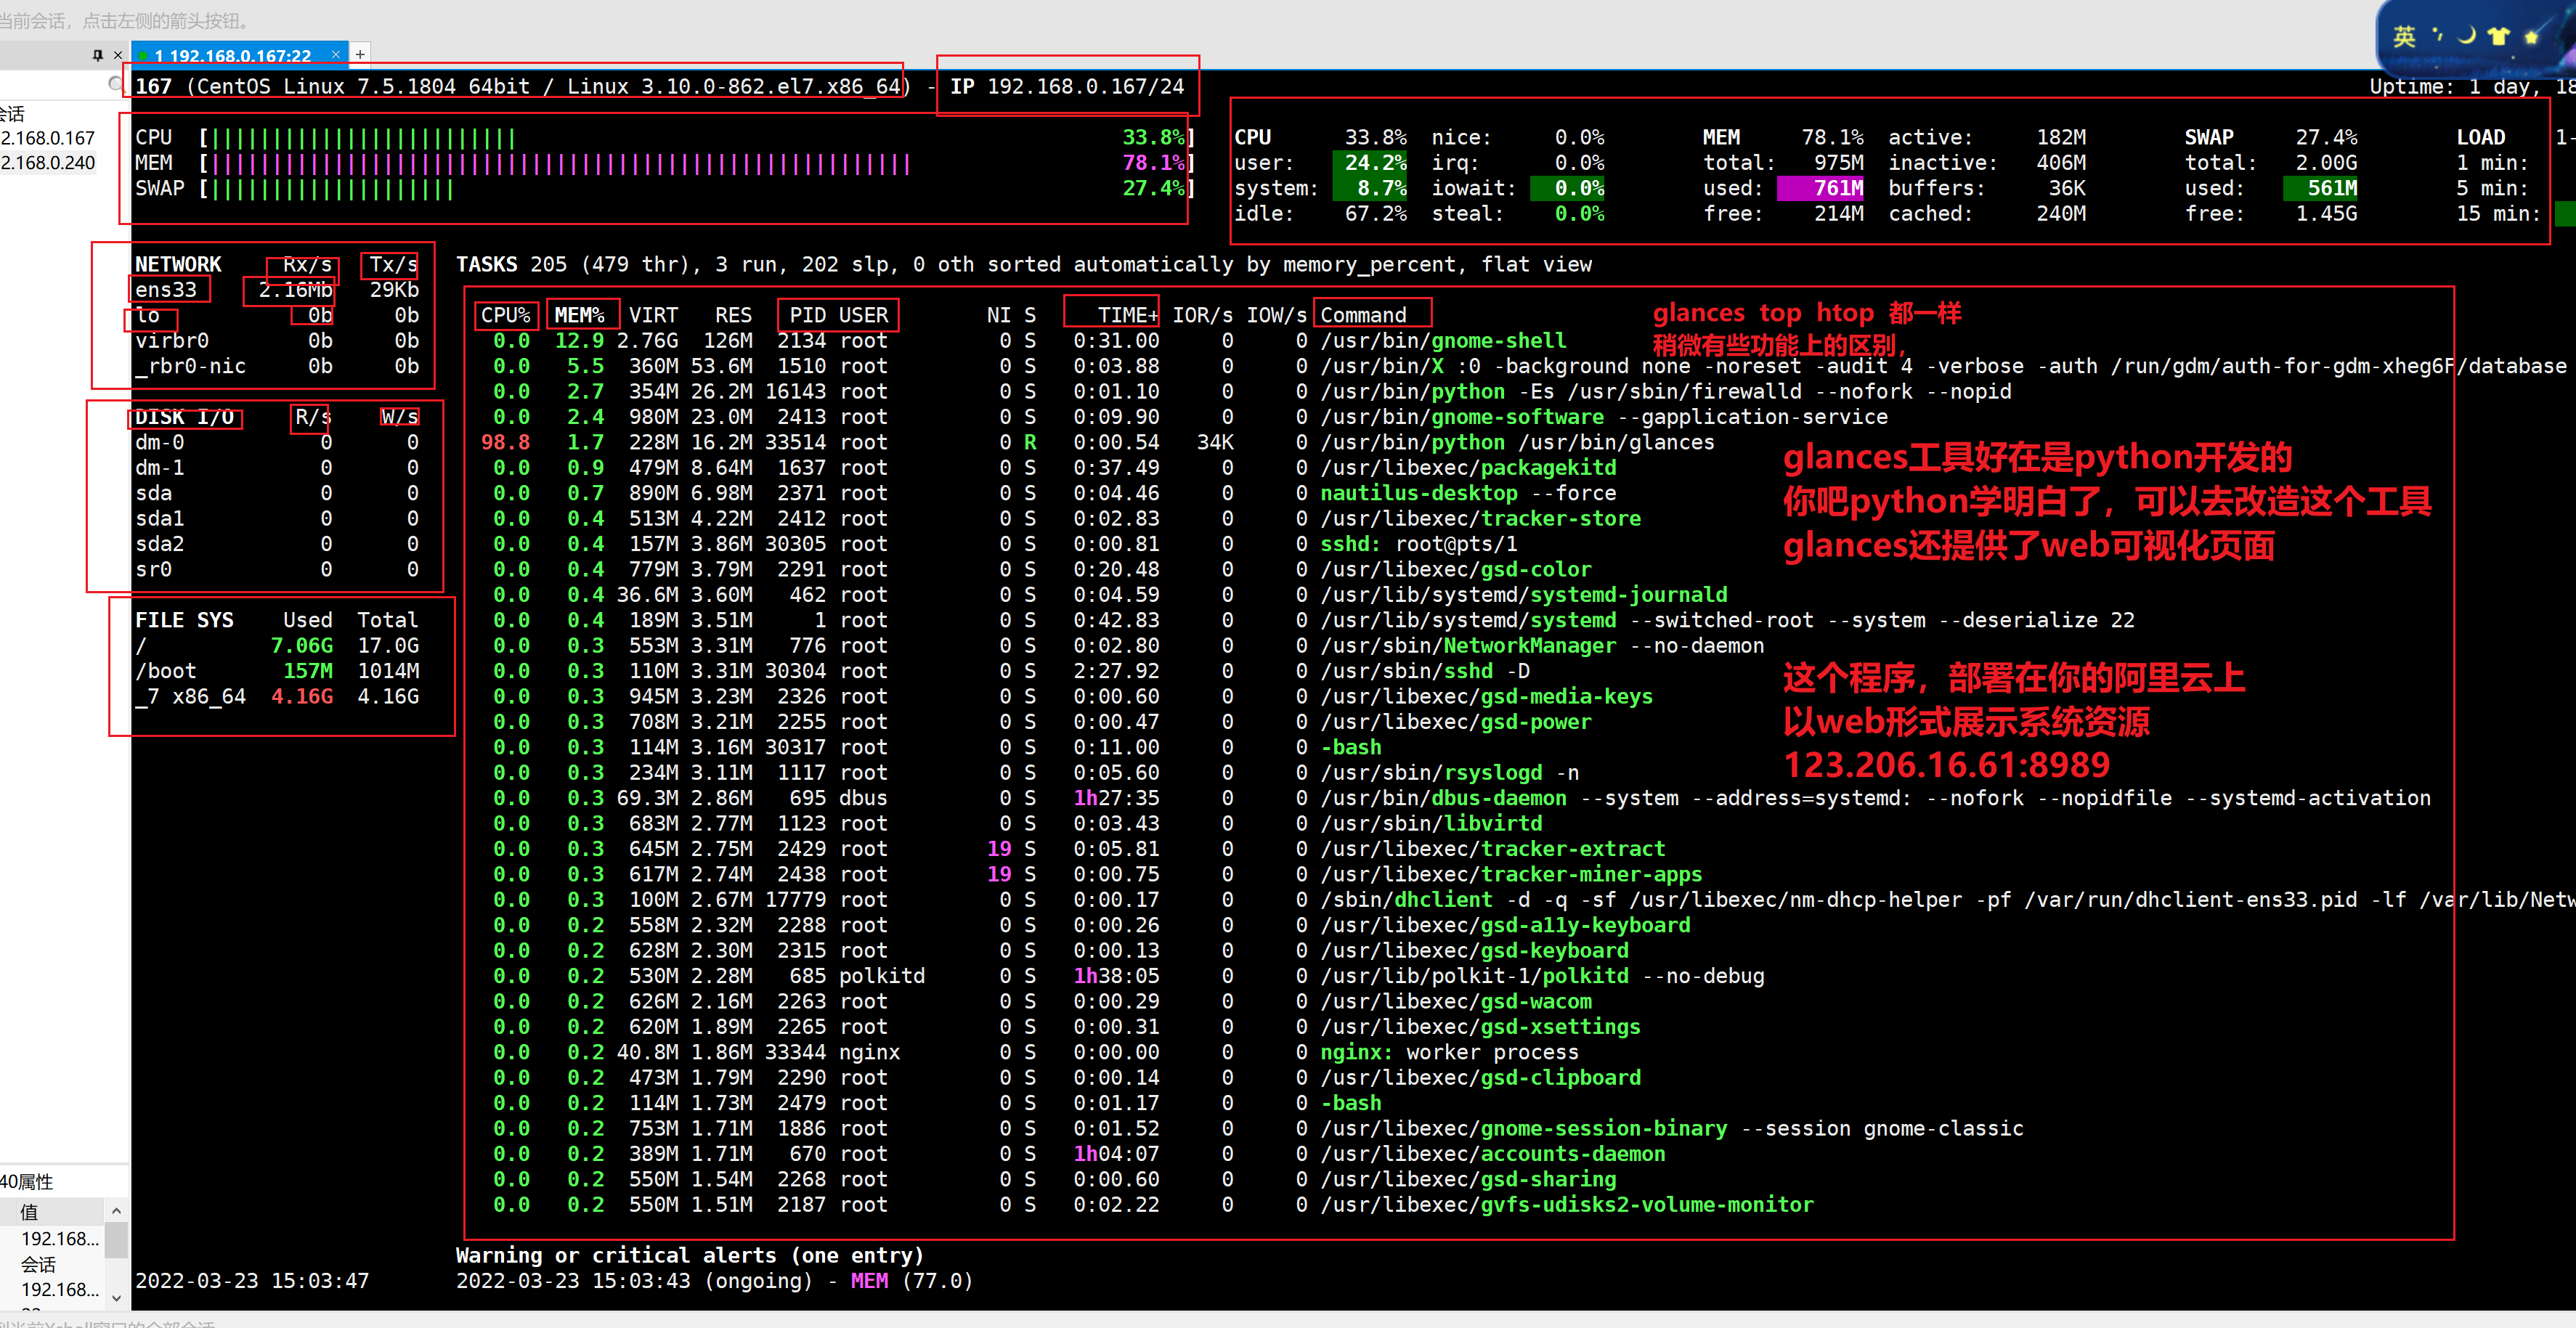 当前会话，点击左侧的箭头按钮。
英
1 192.168.0.167:22 × +
会话
2.168.0.167
2.168.0.240
167 (CentOS Linux 7.5.1804 64bit / Linux 3.10.0-862.el7.x86_64) - IP 192.168.0.167/24 Uptime: 1 day, 18
CPU [ 33.8%] CPU 33.8% nice: 0.0% MEM 78.1% active: 182M SWAP 27.4% LOAD 1-
MEM [ 78.1%] user: 24.2% irq: 0.0% total: 975M inactive: 406M total: 2.00G 1 min:
SWAP [ 27.4%] system: 8.7% iowait: 0.0% used: 761M buffers: 36K used: 561M 5 min:
idle: 67.2% steal: 0.0% free: 214M cached: 240M free: 1.45G 15 min:
NETWORK Rx/s Tx/s
ens33 2.16Mb 29Kb
lo 0b 0b
virbr0 0b 0b
_rbr0-nic 0b 0b
DISK I/O R/s W/s
dm-0 0 0
dm-1 0 0
sda 0 0
sda1 0 0
sda2 0 0
sr0 0 0
FILE SYS Used Total
/ 7.06G 17.0G
/boot 157M 1014M
_7 x86_64 4.16G 4.16G
TASKS 205 (479 thr), 3 run, 202 slp, 0 oth sorted automatically by memory_percent, flat view
CPU% MEM% VIRT RES PID USER NI S TIME+ IOR/s IOW/s Command
0.0 12.9 2.76G 126M 2134 root 0 S 0:31.00 0 0 /usr/bin/gnome-shell
0.0 5.5 360M 53.6M 1510 root 0 S 0:03.88 0 0 /usr/bin/X :0 -background none -noreset -audit 4 -verbose -auth /run/gdm/auth-for-gdm-xheg6F/database
0.0 2.7 354M 26.2M 16143 root 0 S 0:01.10 0 0 /usr/bin/python -Es /usr/sbin/firewalld --nofork --nopid
0.0 2.4 980M 23.0M 2413 root 0 S 0:09.90 0 0 /usr/bin/gnome-software --gapplication-service
98.8 1.7 228M 16.2M 33514 root 0 R 0:00.54 34K 0 /usr/bin/python /usr/bin/glances
0.0 0.9 479M 8.64M 1637 root 0 S 0:37.49 0 0 /usr/libexec/packagekitd
0.0 0.7 890M 6.98M 2371 root 0 S 0:04.46 0 0 nautilus-desktop --force
0.0 0.4 513M 4.22M 2412 root 0 S 0:02.83 0 0 /usr/libexec/tracker-store
0.0 0.4 157M 3.86M 30305 root 0 S 0:00.81 0 0 sshd: root@pts/1
0.0 0.4 779M 3.79M 2291 root 0 S 0:20.48 0 0 /usr/libexec/gsd-color
0.0 0.4 36.6M 3.60M 462 root 0 S 0:04.59 0 0 /usr/lib/systemd/systemd-journald
0.0 0.4 189M 3.51M 1 root 0 S 0:42.83 0 0 /usr/lib/systemd/systemd --switched-root --system --deserialize 22
0.0 0.3 553M 3.31M 776 root 0 S 0:02.80 0 0 /usr/sbin/NetworkManager --no-daemon
0.0 0.3 110M 3.31M 30304 root 0 S 2:27.92 0 0 /usr/sbin/sshd -D
0.0 0.3 945M 3.23M 2326 root 0 S 0:00.60 0 0 /usr/libexec/gsd-media-keys
0.0 0.3 708M 3.21M 2255 root 0 S 0:00.47 0 0 /usr/libexec/gsd-power
0.0 0.3 114M 3.16M 30317 root 0 S 0:11.00 0 0 -bash
0.0 0.3 234M 3.11M 1117 root 0 S 0:05.60 0 0 /usr/sbin/rsyslogd -n
0.0 0.3 69.3M 2.86M 695 dbus 0 S 1h27:35 0 0 /usr/bin/dbus-daemon --system --address=systemd: --nofork --nopidfile --systemd-activation
0.0 0.3 683M 2.77M 1123 root 0 S 0:03.43 0 0 /usr/sbin/libvirtd
0.0 0.3 645M 2.75M 2429 root 19 S 0:05.81 0 0 /usr/libexec/tracker-extract
0.0 0.3 617M 2.74M 2438 root 19 S 0:00.75 0 0 /usr/libexec/tracker-miner-apps
0.0 0.3 100M 2.67M 17779 root 0 S 0:00.17 0 0 /sbin/dhclient -d -q -sf /usr/libexec/nm-dhcp-helper -pf /var/run/dhclient-ens33.pid -lf /var/lib/Netw
0.0 0.2 558M 2.32M 2288 root 0 S 0:00.26 0 0 /usr/libexec/gsd-a11y-keyboard
0.0 0.2 628M 2.30M 2315 root 0 S 0:00.13 0 0 /usr/libexec/gsd-keyboard
0.0 0.2 530M 2.28M 685 polkitd 0 S 1h38:05 0 0 /usr/lib/polkit-1/polkitd --no-debug
0.0 0.2 626M 2.16M 2263 root 0 S 0:00.29 0 0 /usr/libexec/gsd-wacom
0.0 0.2 620M 1.89M 2265 root 0 S 0:00.31 0 0 /usr/libexec/gsd-xsettings
0.0 0.2 40.8M 1.86M 33344 nginx 0 S 0:00.00 0 0 nginx: worker process
0.0 0.2 473M 1.79M 2290 root 0 S 0:00.14 0 0 /usr/libexec/gsd-clipboard
0.0 0.2 114M 1.73M 2479 root 0 S 0:01.17 0 0 -bash
0.0 0.2 753M 1.71M 1886 root 0 S 0:01.52 0 0 /usr/libexec/gnome-session-binary --session gnome-classic
0.0 0.2 389M 1.71M 670 root 0 S 1h04:07 0 0 /usr/libexec/accounts-daemon
0.0 0.2 550M 1.54M 2268 root 0 S 0:00.60 0 0 /usr/libexec/gsd-sharing
0.0 0.2 550M 1.51M 2187 root 0 S 0:02.22 0 0 /usr/libexec/gvfs-udisks2-volume-monitor
glances top htop 都一样
稍微有些功能上的区别，
glances工具好在是python开发的
你吧python学明白了，可以去改造这个工具
glances还提供了web可视化页面
这个程序，部署在你的阿里云上
以web形式展示系统资源
123.206.16.61:8989
Warning or critical alerts (one entry)
2022-03-23 15:03:47 2022-03-23 15:03:43 (ongoing) - MEM (77.0)
40属性
值
192.168...
会话
192.168...